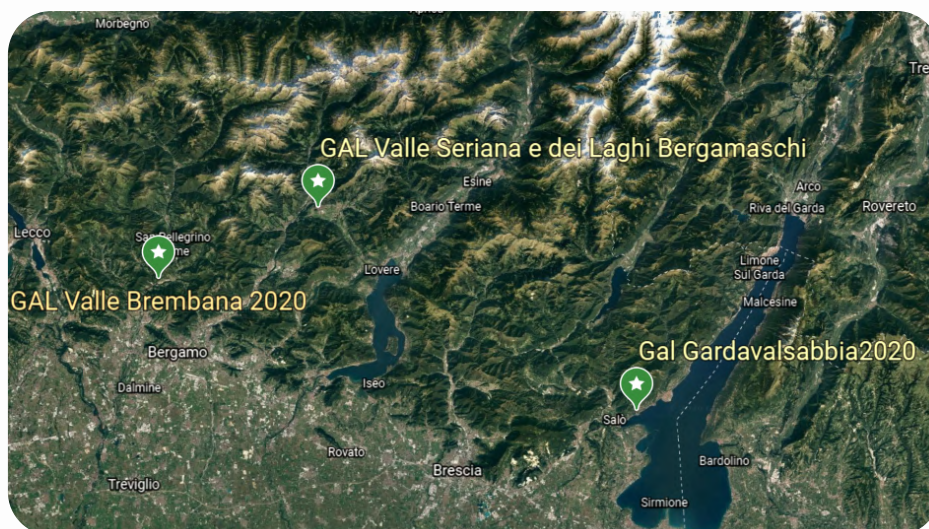 Morbegno
Tre
GAL Valle Seriana e dei Laghi Bergamaschi
Esine
Arco
Boario Terme
Riva del Garda
Rovereto
Lecco
San Pellegrino
me
Lovere
Limone
Sul Garda
GAL Valle Brembana 2020
Malcesine
Bergamo
Gal Gardavalsabbia2020
Dalmine
Iseo
Salò
Rovato
Brescia
Bardolino
Treviglio
Sirmione